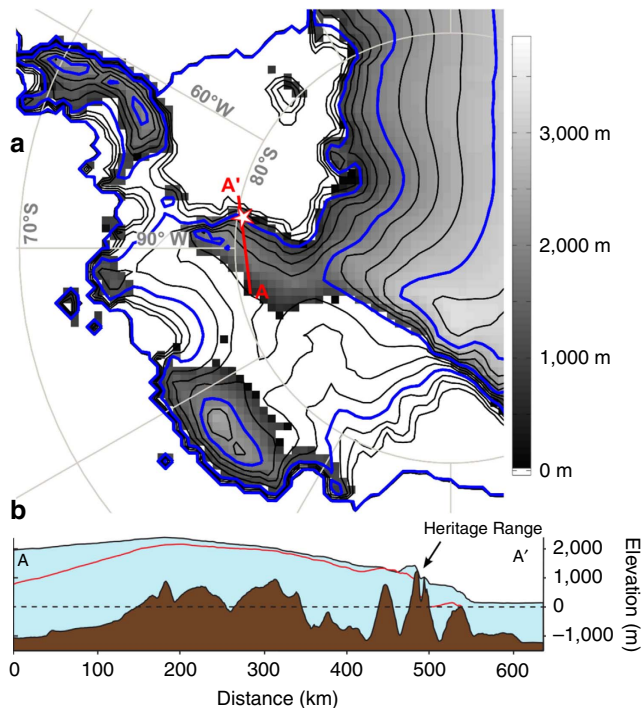 a
60°W
80°S
A'
70°S
90° W
A
3,000 m
2,000 m
1,000 m
0 m
b
Heritage Range
A
A′
2,000
1,000
0
–1,000
Elevation (m)
0
100
200
300
400
500
600
Distance (km)